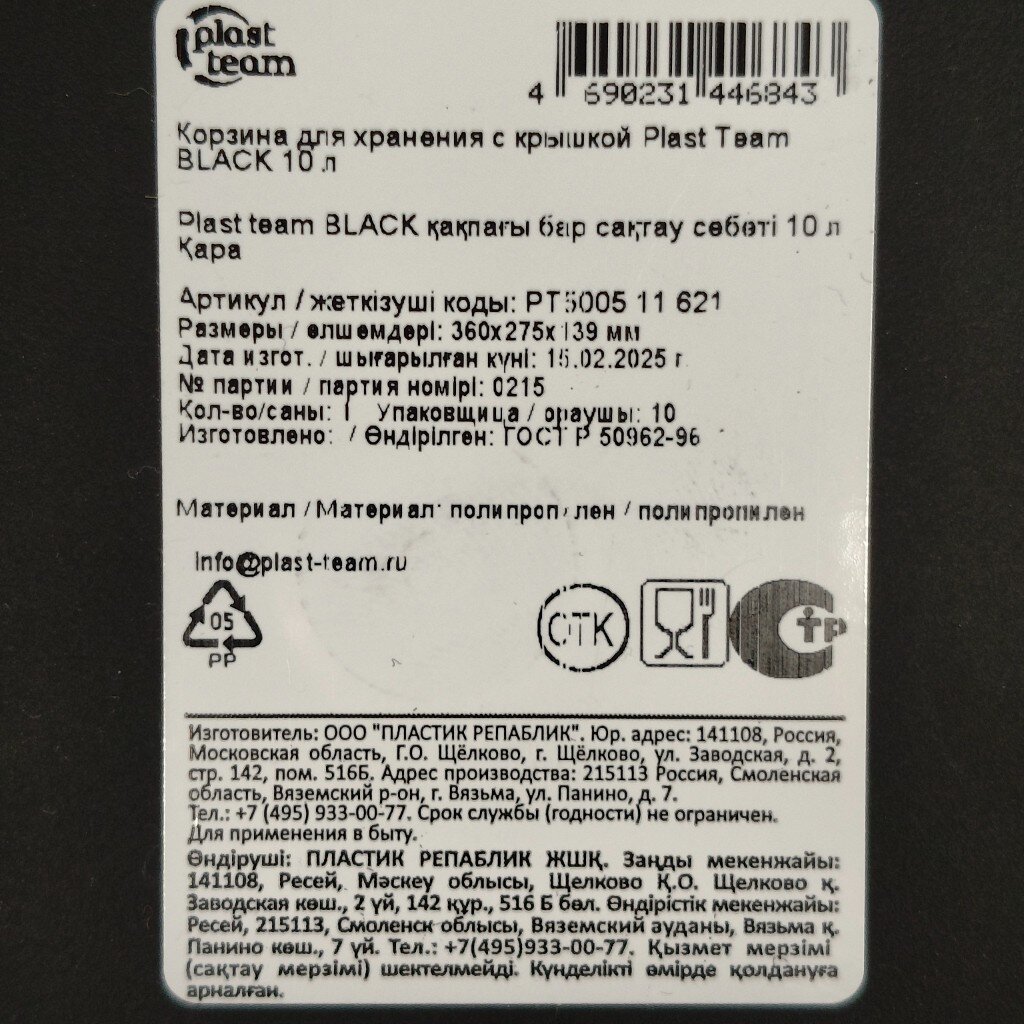 plast
team
4 690231 446843
Корзина для хранения с крышкой Plast Team
BLACK 10 л
Plast team BLACK қақпағы бар сақтау себеті 10 л
Қара
Артикул / жеткізуші коды: PT5005 11 621
Размеры / өлшемдері: 360x275x139 мм
Дата изгот. / шығарылған күні: 15.02.2025 г
№ партии / партия номірі: 0215
Кол-во/саны: 1 Упаковщица / ораушы: 10
Изготовлено: / Өндірілген: ГОСТ Р 50962-96
Материал / Материал: полипропилен / полипропилен
info@plast-team.ru
05
PP
ОТК
тР
Изготовитель: ООО "ПЛАСТИК РЕПАБЛИК". Юр. адрес: 141108, Россия,
Московская область, Г.О. Щёлково, г. Щёлково, ул. Заводская, д. 2,
стр. 142, пом. 516Б. Адрес производства: 215113 Россия, Смоленская
область, Вяземский р-он, г. Вязьма, ул. Панино, д. 7.
Тел.: +7 (495) 933-00-77. Срок службы (годности) не ограничен.
Для применения в быту.
Өндіруші: ПЛАСТИК РЕПАБЛИК ЖШҚ. Заңды мекенжайы:
141108, Ресей, Мәскеу облысы, Щелково Қ.О. Щелково қ.
Заводская көш., 2 үй, 142 құр., 516 Б бөл. Өндірістік мекенжайы:
Ресей, 215113, Смоленск облысы, Вяземский ауданы, Вязьма қ.
Панино көш., 7 үй. Тел.: +7(495)933-00-77. Қызмет мерзімі
(сақтау мерзімі) шектелмейді. Күнделікті өмірде қолдануға
арналған.